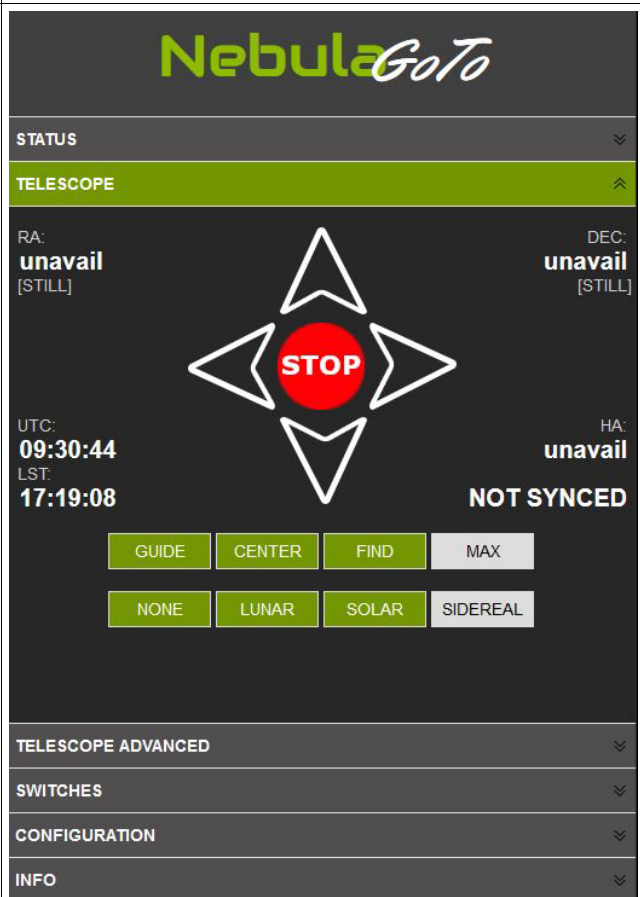 NebulaGoTo
STATUS
TELESCOPE
RA:
unavail
[STILL]
DEC:
unavail
[STILL]
STOP
UTC:
09:30:44
LST:
17:19:08
HA:
unavail
NOT SYNCED
GUIDE CENTER FIND MAX
NONE LUNAR SOLAR SIDEREAL
TELESCOPE ADVANCED
SWITCHES
CONFIGURATION
INFO